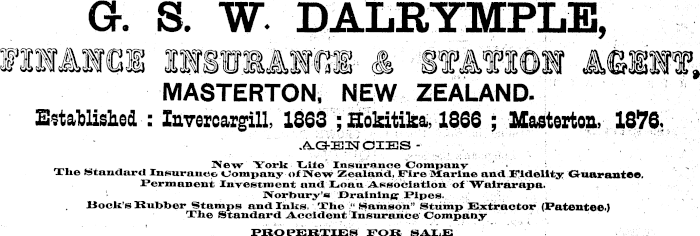 G. S. W. DALRYMPLE,
FINANCE INSURANCE & STATION AGENT,
MASTERTON, NEW ZEALAND.
Established : Invercargill, 1863 ; Hokitika, 1866 ; Masterton, 1876.
AGENCIES -
New York Life Insurance Company
The Standard Insurance Company of New Zealand, Fire Marine and Fidelity Guarantee.
Permanent Investment and Loan Association of Wairarapa.
Norbury's Draining Pipes.
Bock's Rubber Stamps and Inks. The "Samson" Stump Extractor (Patentee.)
The Standard Accident Insurance Company
PROPERTIES FOR SALE